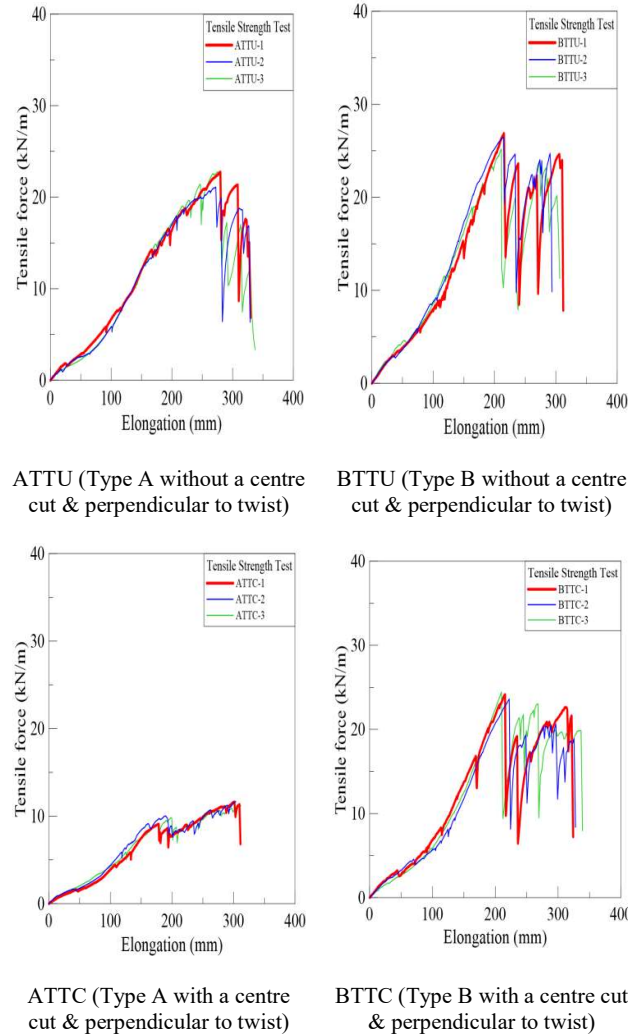 Tensile Strength Test
ATTU-1
ATTU-2
ATTU-3
40
30
20
10
0
Tensile force (kN/m)
0 100 200 300 400
Elongation (mm)
Tensile Strength Test
BTTU-1
BTTU-2
BTTU-3
40
30
20
10
0
Tensile force (kN/m)
0 100 200 300 400
Elongation (mm)
ATTU (Type A without a centre
cut & perpendicular to twist)
BTTU (Type B without a centre
cut & perpendicular to twist)
Tensile Strength Test
ATTC-1
ATTC-2
ATTC-3
40
30
20
10
0
Tensile force (kN/m)
0 100 200 300 400
Elongation (mm)
Tensile Strength Test
BTTC-1
BTTC-2
BTTC-3
40
30
20
10
0
Tensile force (kN/m)
0 100 200 300 400
Elongation (mm)
ATTC (Type A with a centre
cut & perpendicular to twist)
BTTC (Type B with a centre cut
& perpendicular to twist)